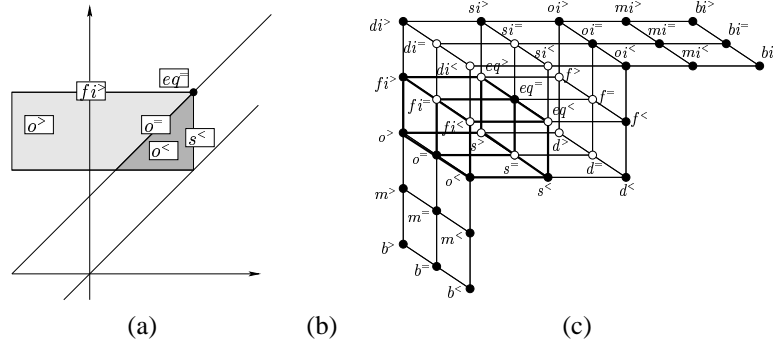 eq⁼
fi^>
o^>
o⁼
s^<
o^<
(a)
(b)
di^> si^> oi^> mi^> bi^>
di⁼ si⁼ oi⁼ mi⁼ bi⁼
di^< si^< oi^< mi^< bi
fi^> eq^> f^>
fi⁼ eq⁼ f⁼
fi^< eq^< f^<
o^> s^> d^>
o⁼ s⁼ d⁼
o^< s^< d^<
m^>
m⁼
m^<
b^>
b⁼
b^<
(c)